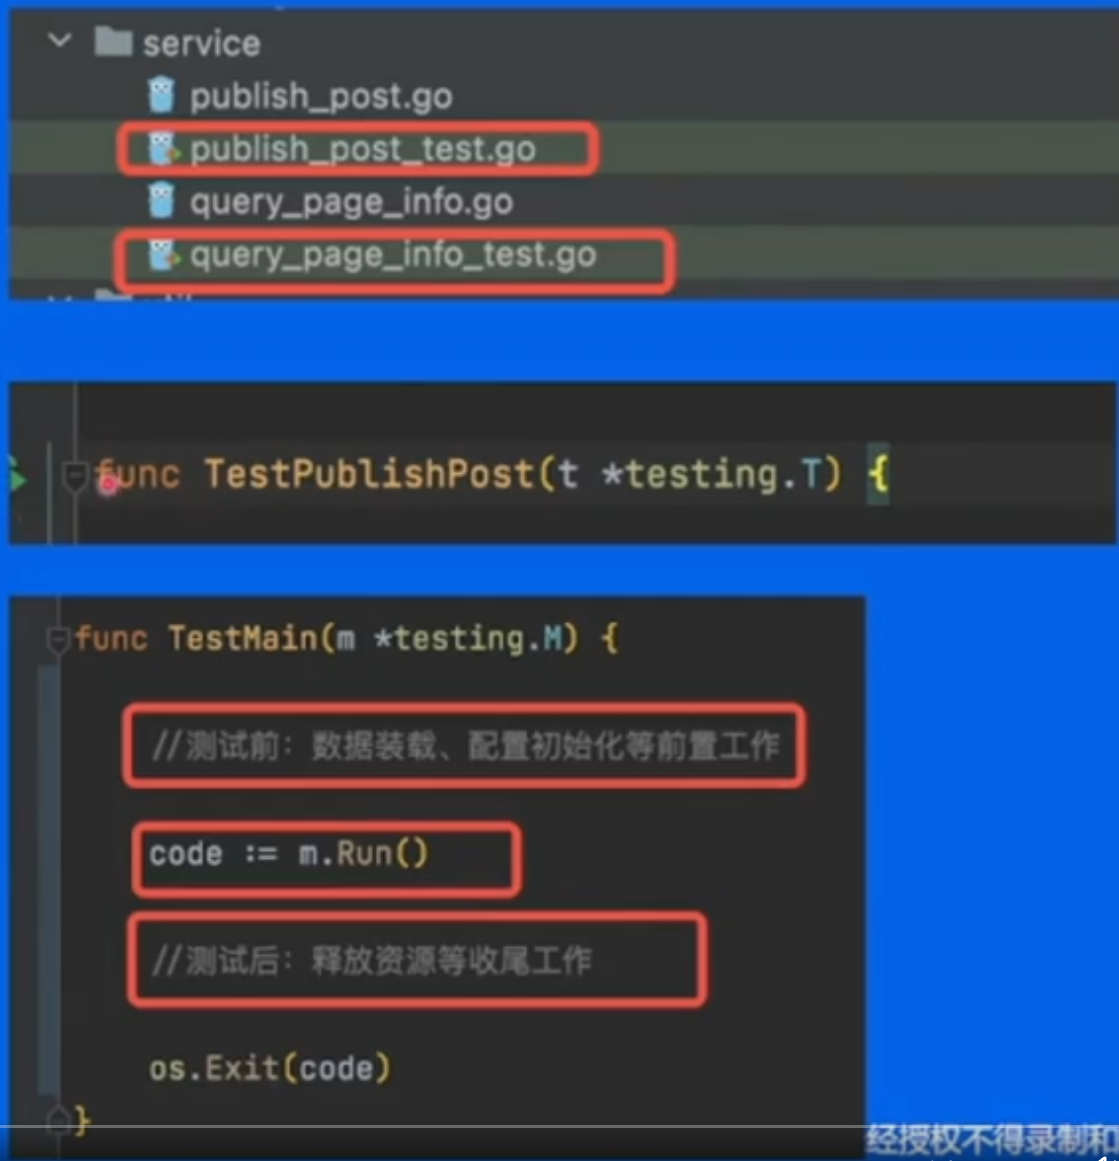 service
publish_post.go
publish_post_test.go
query_page_info.go
query_page_info_test.go
func TestPublishPost(t *testing.T) {
func TestMain(m *testing.M) {
//测试前：数据装载、配置初始化等前置工作
code := m.Run()
//测试后：释放资源等收尾工作
os.Exit(code)
}
经授权不得录制和